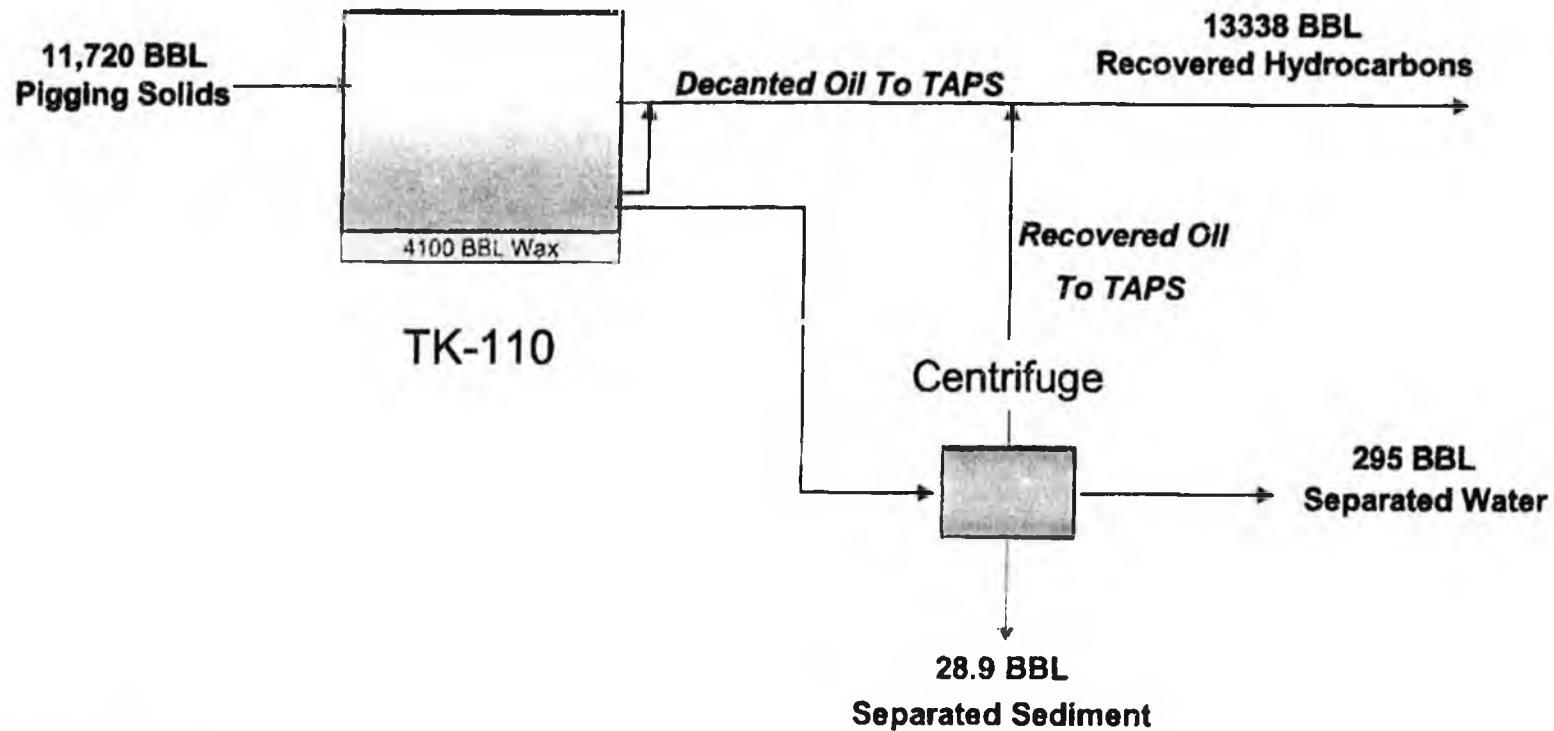 11,720 BBL
Pigging Solids
4100 BBL Wax
TK-110
Decanted Oil To TAPS
13338 BBL
Recovered Hydrocarbons
Recovered Oil
To TAPS
Centrifuge
295 BBL
Separated Water
28.9 BBL
Separated Sediment